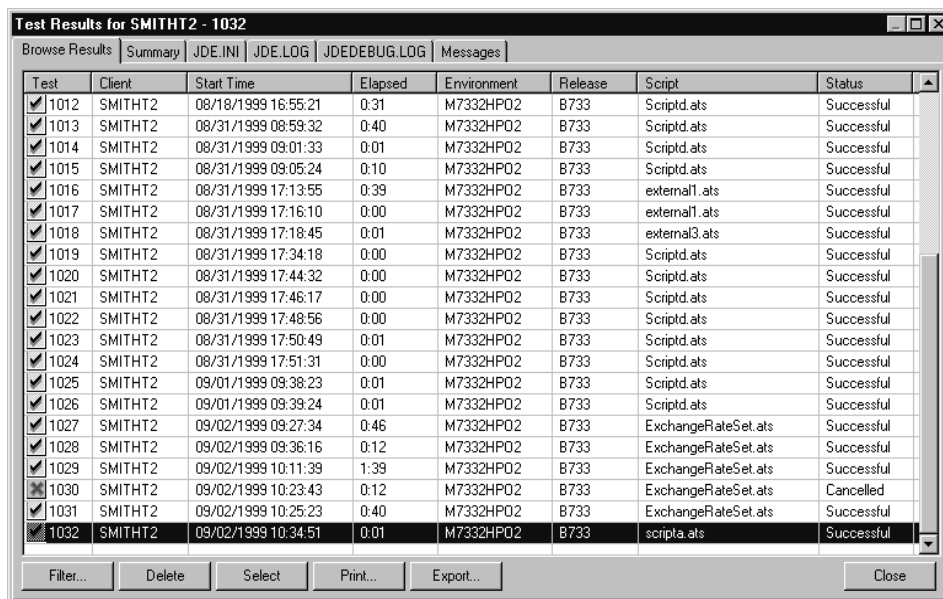 Test Results for SMITHT2 - 1032
Browse Results Summary JDE.INI JDE.LOG JDEDEBUG.LOG Messages
Test Client Start Time Elapsed Environment Release Script Status
1012 SMITHT2 08/18/1999 16:55:21 0:31 M7332HPO2 B733 Scriptd.ats Successful
1013 SMITHT2 08/31/1999 08:59:32 0:40 M7332HPO2 B733 Scriptd.ats Successful
1014 SMITHT2 08/31/1999 09:01:33 0:01 M7332HPO2 B733 Scriptd.ats Successful
1015 SMITHT2 08/31/1999 09:05:24 0:10 M7332HPO2 B733 Scriptd.ats Successful
1016 SMITHT2 08/31/1999 17:13:55 0:39 M7332HPO2 B733 external1.ats Successful
1017 SMITHT2 08/31/1999 17:16:10 0:00 M7332HPO2 B733 external1.ats Successful
1018 SMITHT2 08/31/1999 17:18:45 0:01 M7332HPO2 B733 external3.ats Successful
1019 SMITHT2 08/31/1999 17:34:18 0:00 M7332HPO2 B733 Scriptd.ats Successful
1020 SMITHT2 08/31/1999 17:44:32 0:00 M7332HPO2 B733 Scriptd.ats Successful
1021 SMITHT2 08/31/1999 17:46:17 0:00 M7332HPO2 B733 Scriptd.ats Successful
1022 SMITHT2 08/31/1999 17:48:56 0:00 M7332HPO2 B733 Scriptd.ats Successful
1023 SMITHT2 08/31/1999 17:50:49 0:01 M7332HPO2 B733 Scriptd.ats Successful
1024 SMITHT2 08/31/1999 17:51:31 0:00 M7332HPO2 B733 Scriptd.ats Successful
1025 SMITHT2 09/01/1999 09:38:23 0:01 M7332HPO2 B733 Scriptd.ats Successful
1026 SMITHT2 09/01/1999 09:39:24 0:01 M7332HPO2 B733 Scriptd.ats Successful
1027 SMITHT2 09/02/1999 09:27:34 0:46 M7332HPO2 B733 ExchangeRateSet.ats Successful
1028 SMITHT2 09/02/1999 09:36:16 0:12 M7332HPO2 B733 ExchangeRateSet.ats Successful
1029 SMITHT2 09/02/1999 10:11:39 1:39 M7332HPO2 B733 ExchangeRateSet.ats Successful
1030 SMITHT2 09/02/1999 10:23:43 0:12 M7332HPO2 B733 ExchangeRateSet.ats Cancelled
1031 SMITHT2 09/02/1999 10:25:23 0:40 M7332HPO2 B733 ExchangeRateSet.ats Successful
1032 SMITHT2 09/02/1999 10:34:51 0:01 M7332HPO2 B733 scripta.ats Successful
Filter... Delete Select Print... Export... Close